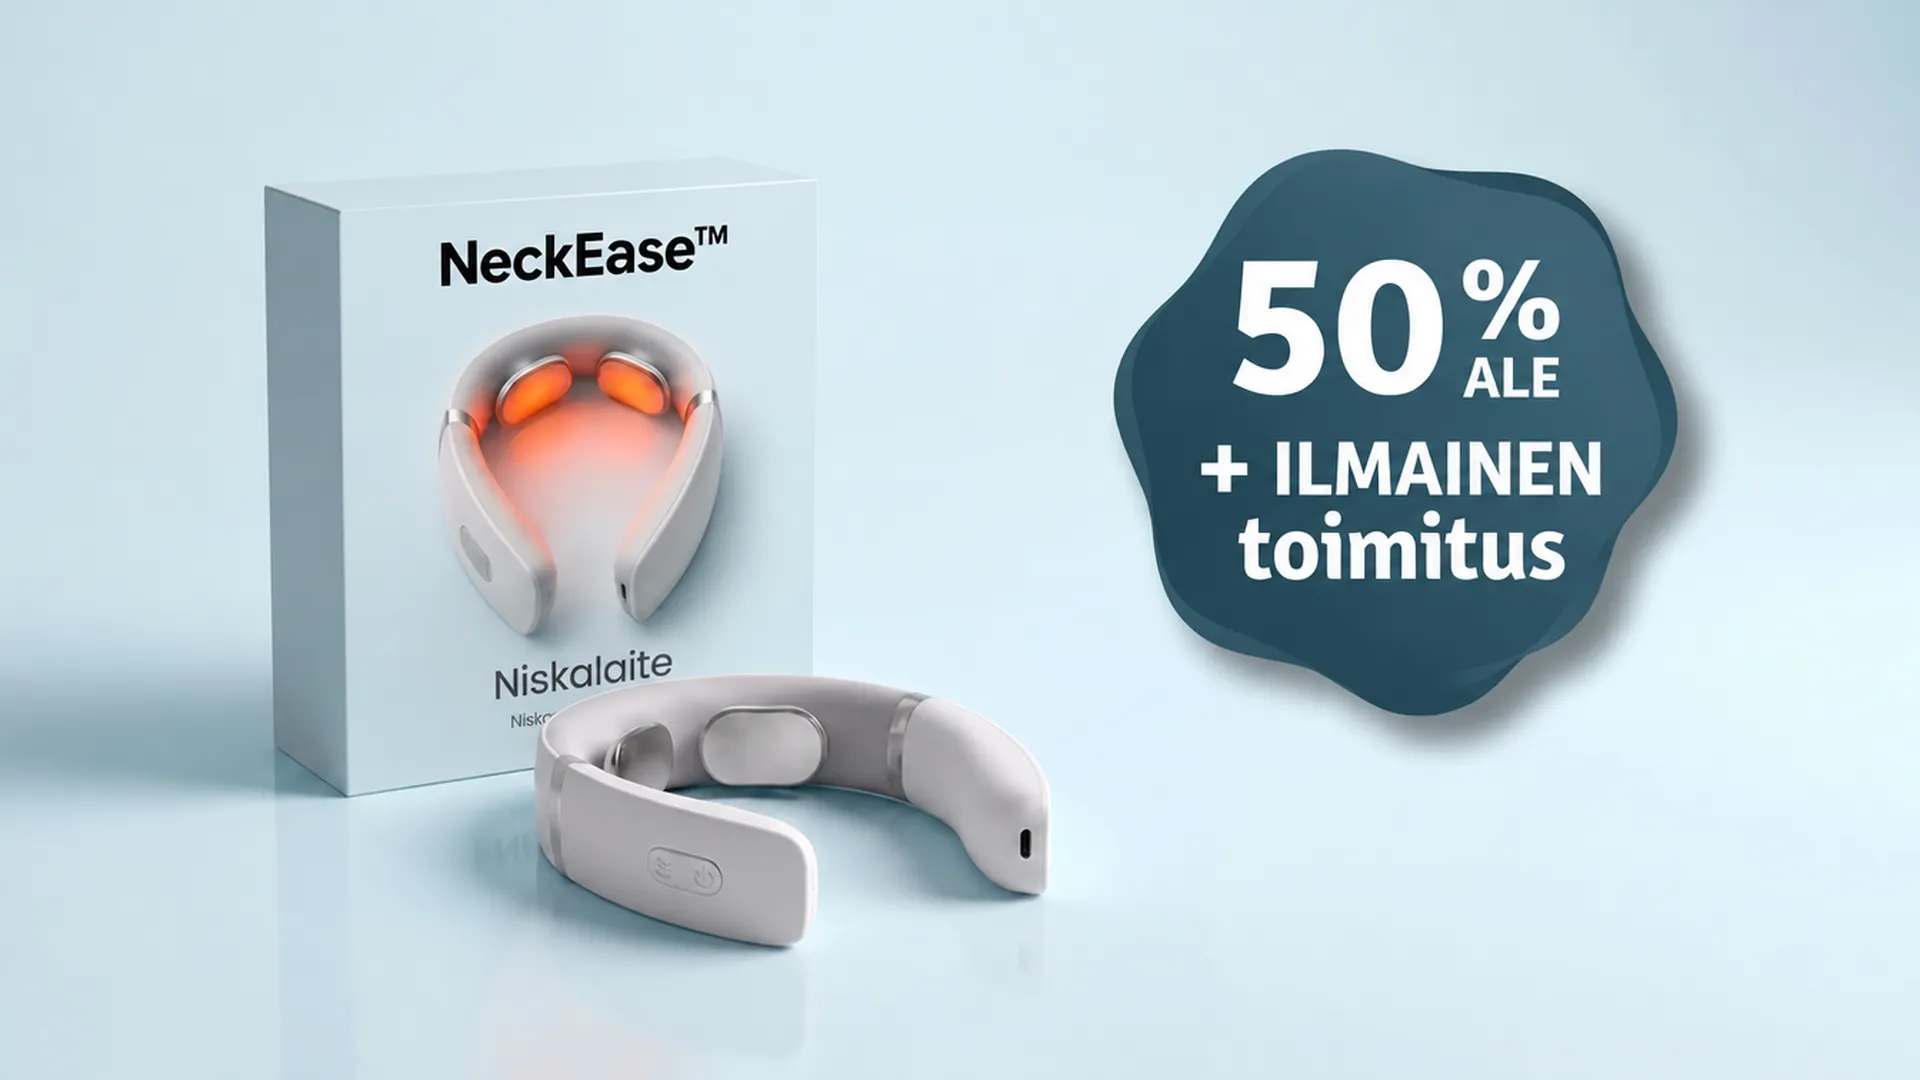 NeckEase™
Niskalaite
50% ALE
+ ILMAINEN
toimitus